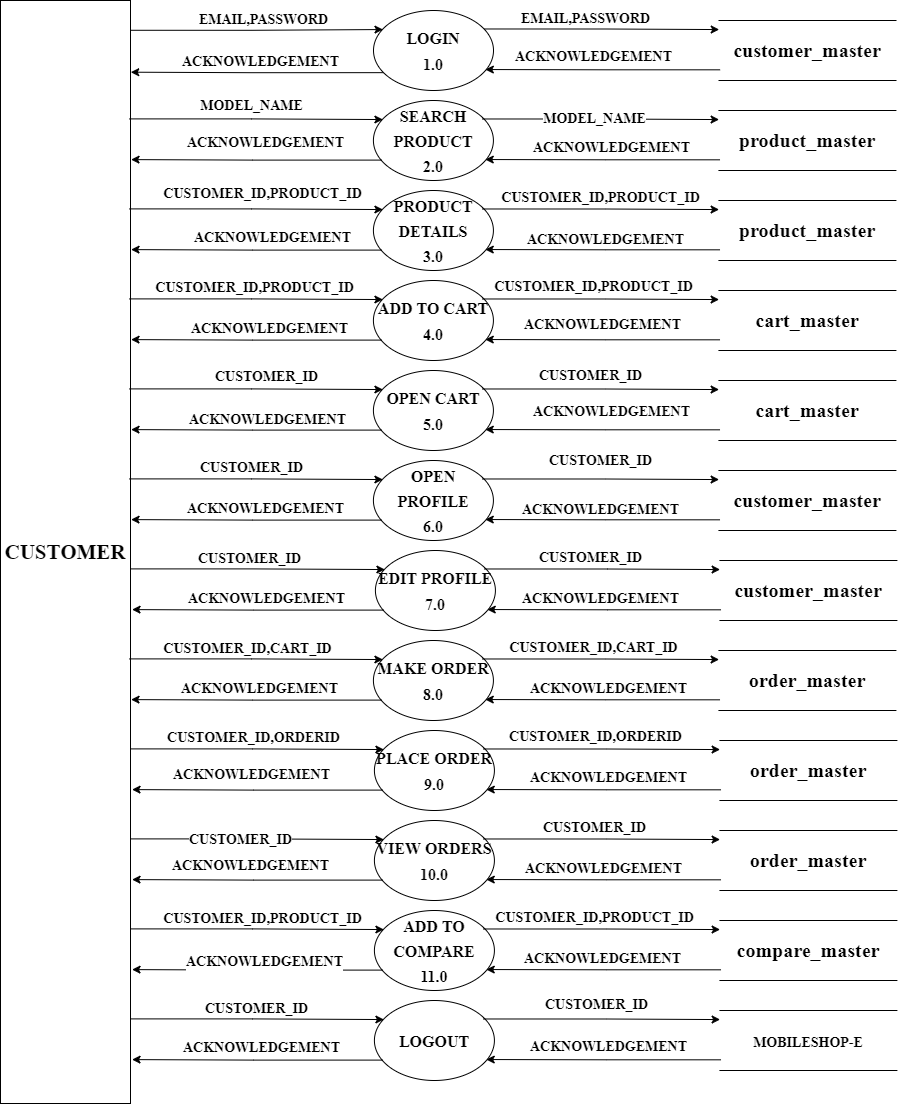 EMAIL,PASSWORD
EMAIL,PASSWORD
LOGIN
1.0
customer_master
ACKNOWLEDGEMENT
ACKNOWLEDGEMENT
MODEL_NAME
MODEL_NAME
SEARCH
PRODUCT
2.0
product_master
ACKNOWLEDGEMENT
ACKNOWLEDGEMENT
CUSTOMER_ID,PRODUCT_ID
CUSTOMER_ID,PRODUCT_ID
PRODUCT
DETAILS
3.0
product_master
ACKNOWLEDGEMENT
ACKNOWLEDGEMENT
CUSTOMER_ID,PRODUCT_ID
CUSTOMER_ID,PRODUCT_ID
ADD TO CART
4.0
cart_master
ACKNOWLEDGEMENT
ACKNOWLEDGEMENT
CUSTOMER_ID
CUSTOMER_ID
OPEN CART
5.0
cart_master
ACKNOWLEDGEMENT
ACKNOWLEDGEMENT
CUSTOMER_ID
CUSTOMER_ID
OPEN
PROFILE
6.0
customer_master
ACKNOWLEDGEMENT
ACKNOWLEDGEMENT
CUSTOMER
CUSTOMER_ID
CUSTOMER_ID
EDIT PROFILE
7.0
customer_master
ACKNOWLEDGEMENT
ACKNOWLEDGEMENT
CUSTOMER_ID,CART_ID
CUSTOMER_ID,CART_ID
MAKE ORDER
8.0
order_master
ACKNOWLEDGEMENT
ACKNOWLEDGEMENT
CUSTOMER_ID,ORDERID
CUSTOMER_ID,ORDERID
PLACE ORDER
9.0
order_master
ACKNOWLEDGEMENT
ACKNOWLEDGEMENT
CUSTOMER_ID
CUSTOMER_ID
VIEW ORDERS
10.0
order_master
ACKNOWLEDGEMENT
ACKNOWLEDGEMENT
CUSTOMER_ID,PRODUCT_ID
CUSTOMER_ID,PRODUCT_ID
ADD TO
COMPARE
11.0
compare_master
ACKNOWLEDGEMENT
ACKNOWLEDGEMENT
CUSTOMER_ID
CUSTOMER_ID
LOGOUT
MOBILESHOP-E
ACKNOWLEDGEMENT
ACKNOWLEDGEMENT